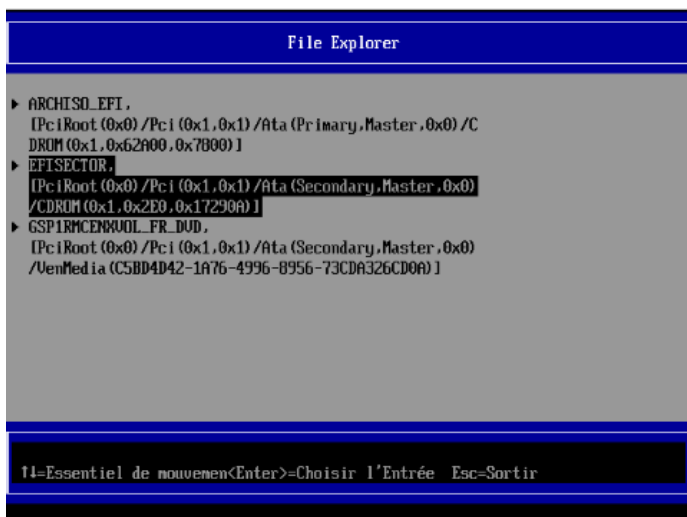 File Explorer
▶ ARCHISO_EFI,
[PciRoot(0x0)/Pci(0x1,0x1)/Ata(Primary,Master,0x0)/C
DROM(0x1,0x62A00,0x7800)]
▶ EFISECTOR,
[PciRoot(0x0)/Pci(0x1,0x1)/Ata(Secondary,Master,0x0)
/CDROM(0x1,0x2E0,0x17290A)]
▶ GSP1RMCENXVOL_FR_DVD,
[PciRoot(0x0)/Pci(0x1,0x1)/Ata(Secondary,Master,0x0)
/VenMedia(C5BD4D42-1A76-4996-8956-73CDA326CD0A)]
↑↓=Essentiel de mouvemen<Enter>=Choisir l'Entrée Esc=Sortir